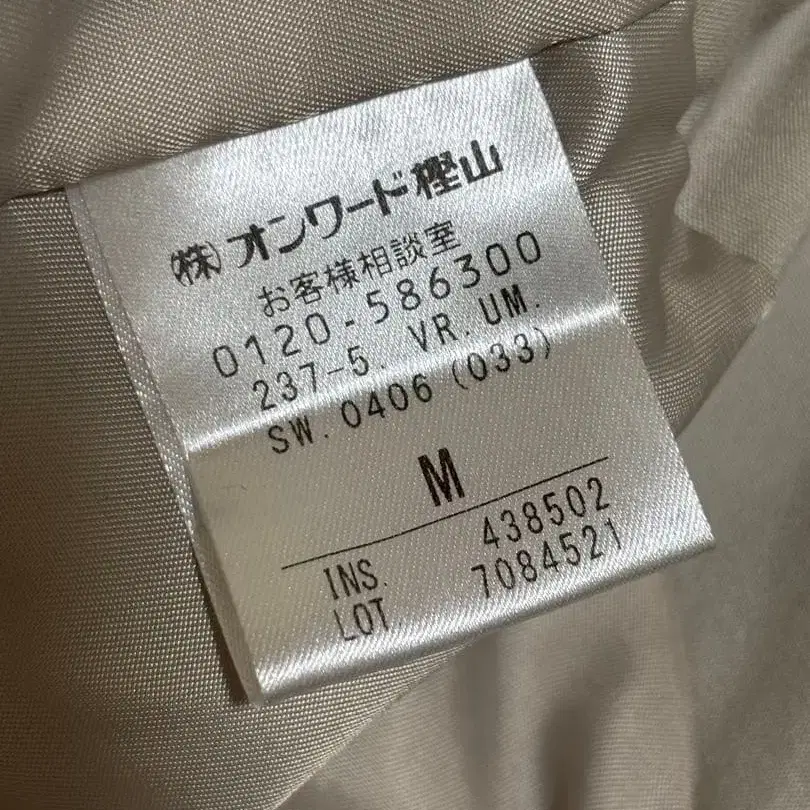 (株)オンワード樫山
お客様相談室
0120-586300
237-5. VR. UM.
SW. 0406 (033)
M
INS. 438502
LOT. 7084521